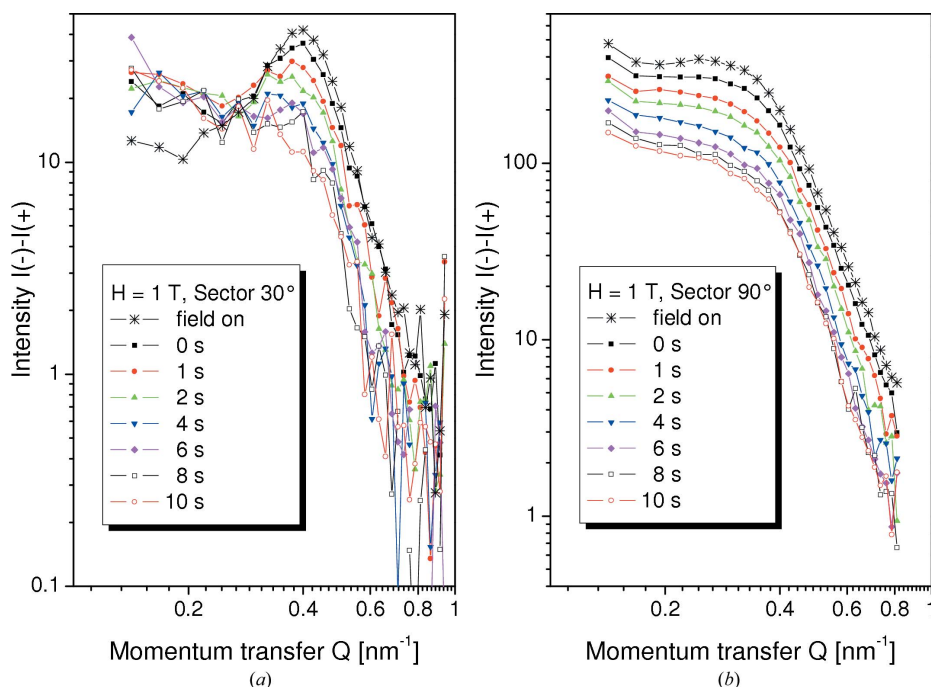 Intensity I(-)-I(+)
10
1
0.1
H = 1 T, Sector 30°
field on
0 s
1 s
2 s
4 s
6 s
8 s
10 s
0.2
0.4
0.6
0.8
1
Momentum transfer Q [nm⁻¹]
(a)
Intensity I(-)-I(+)
100
10
1
H = 1 T, Sector 90°
field on
0 s
1 s
2 s
4 s
6 s
8 s
10 s
0.2
0.4
0.6
0.8
1
Momentum transfer Q [nm⁻¹]
(b)